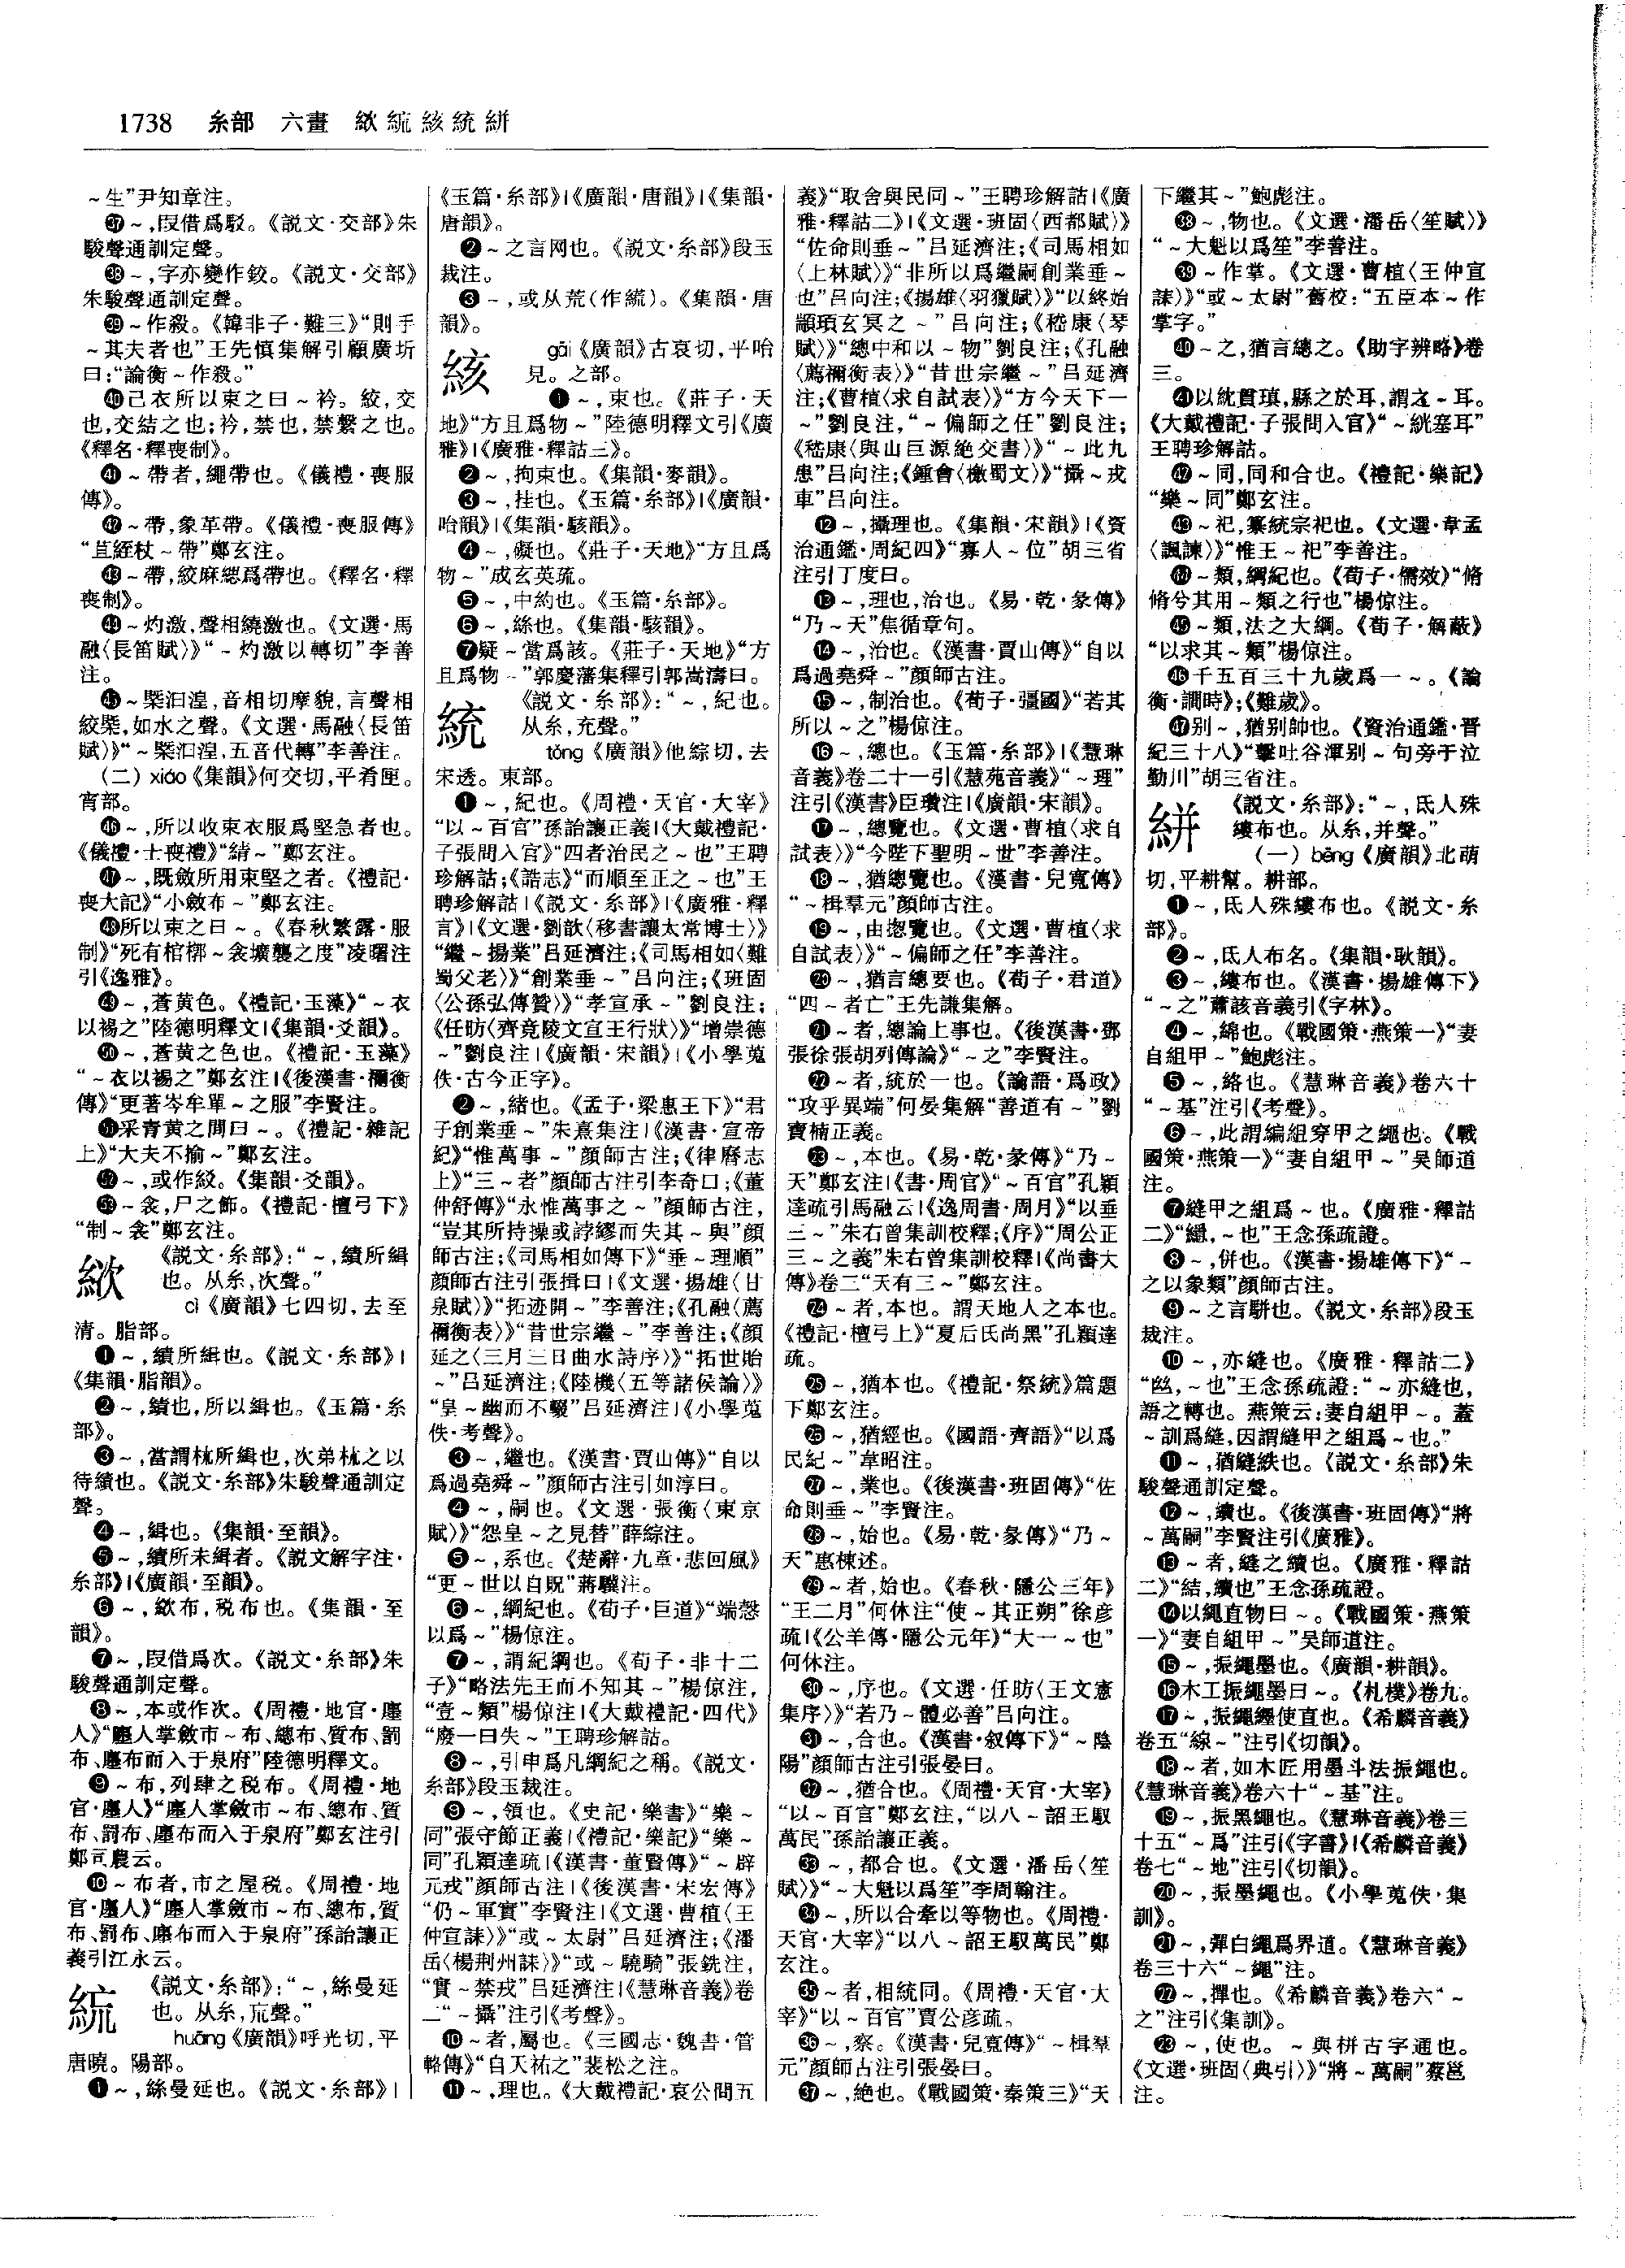 1738 糸部 六畫 絘 㡆 絯 統 絣
～生”尹知章注。
㊲～,叚借爲駁。《説文·交部》朱
駿聲通訓定聲。
㊳～,字亦變作鉸。《説文·交部》
朱駿聲通訓定聲。
㊴～作殺。《韓非子·難三》“則手
～其夫者也”王先慎集解引顧廣圻
曰:“論衡～作殺。”
㊵己衣所以束之曰～衿。絞,交
也,交結之也;衿,禁也,禁繫之也。
《釋名·釋喪制》。
㊶～帶者,繩帶也。《儀禮·喪服
傳》。
㊷～帶,象革帶。《儀禮·喪服傳》
“苴絰杖～帶”鄭玄注。
㊸～帶,絞麻緦爲帶也。《釋名·釋
喪制》。
㊹～灼激,聲相繞激也。《文選·馬
融〈長笛賦〉》“～灼激以轉切”李善
注。
㊺～槩汨湟,音相切摩貌,言聲相
絞槩,如水之聲。《文選·馬融〈長笛
賦〉》“～槩汨湟,五音代轉”李善注。
(二)xiáo《集韻》何交切,平肴匣。
宵部。
㊻～,所以收束衣服爲堅急者也。
《儀禮·士喪禮》“綪～”鄭玄注。
㊼～,既斂所用束堅之者。《禮記·
喪大記》“小斂布～”鄭玄注。
㊽所以束之曰～。《春秋繁露·服
制》“死有棺槨～衾壙襲之度”凌曙注
引《逸雅》。
㊾～,蒼黄色。《禮記·玉藻》“～衣
以裼之”陸德明釋文|《集韻·爻韻》。
㊿～,蒼黄之色也。《禮記·玉藻》
“～衣以裼之”鄭玄注|《後漢書·禰衡
傳》“更著岑牟單～之服”李賢注。
51采青黄之間曰～。《禮記·雜記
上》“大夫不揄～”鄭玄注。
52～,或作䋂。《集韻·爻韻》。
53～衾,尸之飾。《禮記·檀弓下》
“制～衾”鄭玄注。
絘 《説文·糸部》:“～,績所緝
也。从糸,次聲。”
cì《廣韻》七四切,去至
清。脂部。
❶～,績所緝也。《説文·糸部》|
《集韻·脂韻》。
❷～,績也,所以緝也。《玉篇·糸
部》。
❸～,當謂㭁所緝也,次弟㭁之以
待績也。《説文·糸部》朱駿聲通訓定
聲。
❹～,緝也。《集韻·至韻》。
❺～,績所未緝者。《説文解字注·
糸部》|《廣韻·至韻》。
❻～,絘布,税布也。《集韻·至
韻》。
❼～,叚借爲次。《説文·糸部》朱
駿聲通訓定聲。
❽～,本或作次。《周禮·地官·廛
人》“廛人掌斂市～布、總布、質布、罰
布、廛布而入于泉府”陸德明釋文。
❾～布,列肆之税布。《周禮·地
官·廛人》“廛人掌斂市～布、總布、質
布、罰布、廛布而入于泉府”鄭玄注引
鄭司農云。
❿～布者,市之屋税。《周禮·地
官·廛人》“廛人掌斂市～布、總布,質
布、罰布、廛布而入于泉府”孫詒讓正
義引江永云。
《説文·糸部》:“～,絲曼延
也。从糸,㠩聲。”
huāng《廣韻》呼光切,平
唐曉。陽部。
❶～,絲曼延也。《説文·糸部》|
《玉篇·糸部》|《廣韻·唐韻》|《集韻·
唐韻》。
❷～之言网也。《説文·糸部》段玉
裁注。
❸～,或从荒(作䌙)。《集韻·唐
韻》。
絯 gāi《廣韻》古哀切,平咍
見。之部。
❶～,束也。《莊子·天
地》“方且爲物～”陸德明釋文引《廣
雅》|《廣雅·釋詁三》。
❷～,拘束也。《集韻·麥韻》。
❸～,挂也。《玉篇·糸部》|《廣韻·
咍韻》|《集韻·駭韻》。
❹～,礙也。《莊子·天地》“方且爲
物～”成玄英疏。
❺～,中約也。《玉篇·糸部》。
❻～,絲也。《集韻·駭韻》。
❼疑～當爲該。《莊子·天地》“方
且爲物～”郭慶藩集釋引郭嵩燾曰。
統 《説文·糸部》:“～,紀也。
从糸,充聲。”
tǒng《廣韻》他綜切,去
宋透。東部。
❶～,紀也。《周禮·天官·大宰》
“以～百官”孫詒讓正義|《大戴禮記·
子張問入官》“四者治民之～也”王聘
珍解詁;《誥志》“而順至正之～也”王
聘珍解詁|《説文·糸部》|《廣雅·釋
言》|《文選·劉歆〈移書讓太常博士〉》
“繼～揚業”吕延濟注;《司馬相如〈難
蜀父老〉》“創業垂～”吕向注;《班固
〈公孫弘傳贊〉》“孝宣承～”劉良注;
《任昉〈齊竟陵文宣王行狀〉》“增崇德
～”劉良注|《廣韻·宋韻》|《小學蒐
佚·古今正字》。
❷～,緒也。《孟子·梁惠王下》“君
子創業垂～”朱熹集注|《漢書·宣帝
紀》“惟萬事～”顔師古注;《律曆志
上》“三～者”顔師古注引李奇曰;《董
仲舒傳》“永惟萬事之～”顔師古注,
“豈其所持操或誖繆而失其～與”顔
師古注;《司馬相如傳下》“垂～理順”
顔師古注引張揖曰|《文選·揚雄〈甘
泉賦〉》“拓迹開～”李善注;《孔融〈薦
禰衡表〉》“昔世宗繼～”李善注;《顔
延之〈三月三日曲水詩序〉》“拓世貽
～”吕延濟注;《陸機〈五等諸侯論〉》
“皇～幽而不輟”吕延濟注|《小學蒐
佚·考聲》。
❸～,繼也。《漢書·賈山傳》“自以
爲過堯舜～”顔師古注引如淳曰。
❹～,嗣也。《文選·張衡〈東京
賦〉》“怨皇～之見替”薛綜注。
❺～,系也。《楚辭·九章·悲回風》
“更～世以自貺”蔣驥注。
❻～,綱紀也。《荀子·臣道》“端愨
以爲～”楊倞注。
❼～,謂紀綱也。《荀子·非十二
子》“略法先王而不知其～”楊倞注,
“壹～類”楊倞注|《大戴禮記·四代》
“廢一曰失～”王聘珍解詁。
❽～,引申爲凡綱紀之稱。《説文·
糸部》段玉裁注。
❾～,領也。《史記·樂書》“樂～
同”張守節正義|《禮記·樂記》“樂～
同”孔穎達疏|《漢書·董賢傳》“～辟
元戎”顔師古注|《後漢書·宋宏傳》
“仍～軍實”李賢注|《文選·曹植〈王
仲宣誄〉》“或～太尉”吕延濟注;《潘
岳〈楊荆州誄〉》“或～驍騎”張銑注,
“實～禁戎”吕延濟注|《慧琳音義》卷
二“～攝”注引《考聲》。
❿～者,屬也。《三國志·魏書·管
輅傳》“自天祐之”裴松之注。
⓫～,理也。《大戴禮記·哀公問五
義》“取舍與民同～”王聘珍解詁|《廣
雅·釋詁二》|《文選·班固〈西都賦〉》
“佐命則垂～”吕延濟注;《司馬相如
〈上林賦〉》“非所以爲繼嗣創業垂～
也”吕向注;《揚雄〈羽獵賦〉》“以終始
顓頊玄冥之～”吕向注;《嵇康〈琴
賦〉》“總中和以～物”劉良注;《孔融
〈薦禰衡表〉》“昔世宗繼～”吕延濟
注;《曹植〈求自試表〉》“方今天下一
～”劉良注,“～偏師之任”劉良注;
《嵇康〈與山巨源絶交書〉》“～此九
患”吕向注;《鍾會〈檄蜀文〉》“攝～戎
車”吕向注。
⓬～,攝理也。《集韻·宋韻》|《資
治通鑑·周紀四》“寡人～位”胡三省
注引丁度曰。
⓭～,理也,治也。《易·乾·彖傳》
“乃～天”焦循章句。
⓮～,治也。《漢書·賈山傳》“自以
爲過堯舜～”顔師古注。
⓯～,制治也。《荀子·彊國》“若其
所以～之”楊倞注。
⓰～,總也。《玉篇·糸部》|《慧琳
音義》卷二十一引《慧苑音義》“～理”
注引《漢書》臣瓚注|《廣韻·宋韻》。
⓱～,總覽也。《文選·曹植〈求自
試表〉》“今陛下聖明～世”李善注。
⓲～,猶總覽也。《漢書·兒寬傳》
“～楫羣元”顔師古注。
⓳～,由揔覽也。《文選·曹植〈求
自試表〉》“～偏師之任”李善注。
⓴～,猶言總要也。《荀子·君道》
“四～者亡”王先謙集解。
㉑～者,總論上事也。《後漢書·鄧
張徐張胡列傳論》“～之”李賢注。
㉒～者,統於一也。《論語·爲政》
“攻乎異端”何晏集解“善道有～”劉
寶楠正義。
㉓～,本也。《易·乾·彖傳》“乃～
天”鄭玄注|《書·周官》“～百官”孔穎
達疏引馬融云|《逸周書·周月》“以垂
三～”朱右曾集訓校釋;《序》“周公正
三～之義”朱右曾集訓校釋|《尚書大
傳》卷三“天有三～”鄭玄注。
㉔～者,本也。謂天地人之本也。
《禮記·檀弓上》“夏后氏尚黑”孔穎達
疏。
㉕～,猶本也。《禮記·祭統》篇題
下鄭玄注。
㉖～,猶經也。《國語·齊語》“以爲
民紀～”韋昭注。
㉗～,業也。《後漢書·班固傳》“佐
命則垂～”李賢注。
㉘～,始也。《易·乾·彖傳》“乃～
天”惠棟述。
㉙～者,始也。《春秋·隱公三年》
“王二月”何休注“使～其正朔”徐彦
疏|《公羊傳·隱公元年》“大一～也”
何休注。
㉚～,序也。《文選·任昉〈王文憲
集序〉》“若乃～體必善”吕向注。
㉛～,合也。《漢書·叙傳下》“～陰
陽”顔師古注引張晏曰。
㉜～,猶合也。《周禮·天官·大宰》
“以～百官”鄭玄注,“以八～詔王馭
萬民”孫詒讓正義。
㉝～,都合也。《文選·潘岳〈笙
賦〉》“～大魁以爲笙”李周翰注。
㉞～,所以合牽以等物也。《周禮·
天官·大宰》“以八～詔王馭萬民”鄭
玄注。
㉟～者,相統同。《周禮·天官·大
宰》“以～百官”賈公彦疏。
㊱～,察。《漢書·兒寬傳》“～楫羣
元”顔師古注引張晏曰。
㊲～,絶也。《戰國策·秦策三》“天
下繼其～”鮑彪注。
㊳～,物也。《文選·潘岳〈笙賦〉》
“～大魁以爲笙”李善注。
㊴～作掌。《文選·曹植〈王仲宣
誄〉》“或～太尉”舊校:“五臣本～作
掌字。”
㊵～之,猶言總之。《助字辨略》卷
三。
㊶以紞貫瑱,縣之於耳,謂之～耳。
《大戴禮記·子張問入官》“～絖塞耳”
王聘珍解詁。
㊷～同,同和合也。《禮記·樂記》
“樂～同”鄭玄注。
㊸～祀,纂統宗祀也。《文選·韋孟
〈諷諫〉》“惟王～祀”李善注。
㊹～類,綱紀也。《荀子·儒效》“脩
脩兮其用～類之行也”楊倞注。
㊺～類,法之大綱。《荀子·解蔽》
“以求其～類”楊倞注。
㊻千五百三十九歲爲一～。《論
衡·調時》;《難歲》。
㊼别～,猶别帥也。《資治通鑑·晋
紀三十八》“擊吐谷渾别～句旁于泣
勤川”胡三省注。
絣 《説文·糸部》:“～,氐人殊
縷布也。从糸,并聲。”
(一)bēng《廣韻》北萌
切,平耕幫。耕部。
❶～,氐人殊縷布也。《説文·糸
部》。
❷～,氐人布名。《集韻·耿韻》。
❸～,縷布也。《漢書·揚雄傳下》
“～之”蕭該音義引《字林》。
❹～,綿也。《戰國策·燕策一》“妻
自組甲～”鮑彪注。
❺～,絡也。《慧琳音義》卷六十
“～基”注引《考聲》。
❻～,此謂編組穿甲之繩也。《戰
國策·燕策一》“妻自組甲～”吴師道
注。
❼縫甲之組爲～也。《廣雅·釋詁
二》“繵,～也”王念孫疏證。
❽～,併也。《漢書·揚雄傳下》“～
之以象類”顔師古注。
❾～之言駢也。《説文·糸部》段玉
裁注。
❿～,亦縫也。《廣雅·釋詁二》
“䋈,～也”王念孫疏證:“～亦縫也,
語之轉也。燕策云:妻自組甲～。蓋
～訓爲縫,因謂縫甲之組爲～也。”
⓫～,猶縫紩也。《説文·糸部》朱
駿聲通訓定聲。
⓬～,續也。《後漢書·班固傳》“將
～萬嗣”李賢注引《廣雅》。
⓭～者,縫之續也。《廣雅·釋詁
二》“結,續也”王念孫疏證。
⓮以繩直物曰～。《戰國策·燕策
一》“妻自組甲～”吴師道注。
⓯～,振繩墨也。《廣韻·耕韻》。
⓰木工振繩墨曰～。《札樸》卷九。
⓱～,振繩纆使直也。《希麟音義》
卷五“線～”注引《切韻》。
⓲～者,如木匠用墨斗法振繩也。
《慧琳音義》卷六十“～基”注。
⓳～,振黑繩也。《慧琳音義》卷三
十五“～爲”注引《字書》|《希麟音義》
卷七“～地”注引《切韻》。
⓴～,振墨繩也。《小學蒐佚·集
訓》。
㉑～,彈白繩爲界道。《慧琳音義》
卷三十六“～繩”注。
㉒～,撣也。《希麟音義》卷六“～
之”注引《集訓》。
㉓～,使也。～與栟古字通也。
《文選·班固〈典引〉》“將～萬嗣”蔡邕
注。